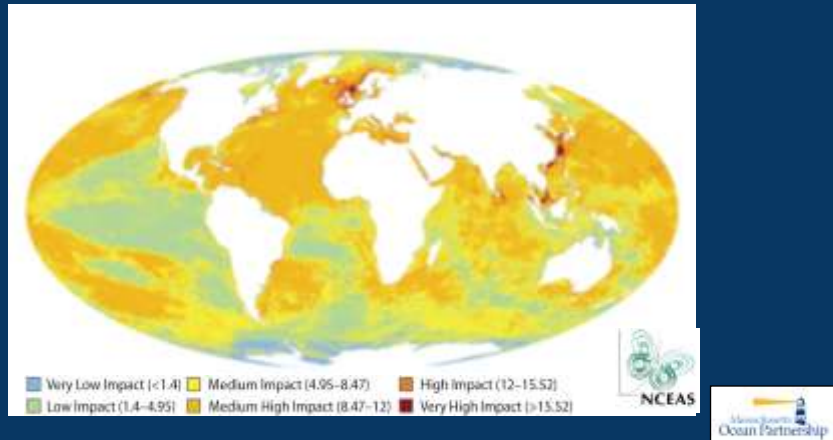 Very Low Impact (<1.4) Medium Impact (4.95–8.47) High Impact (12–15.52)
Low Impact (1.4–4.95) Medium High Impact (8.47–12) Very High Impact (>15.52)
NCEAS
Massachusetts
Ocean Partnership